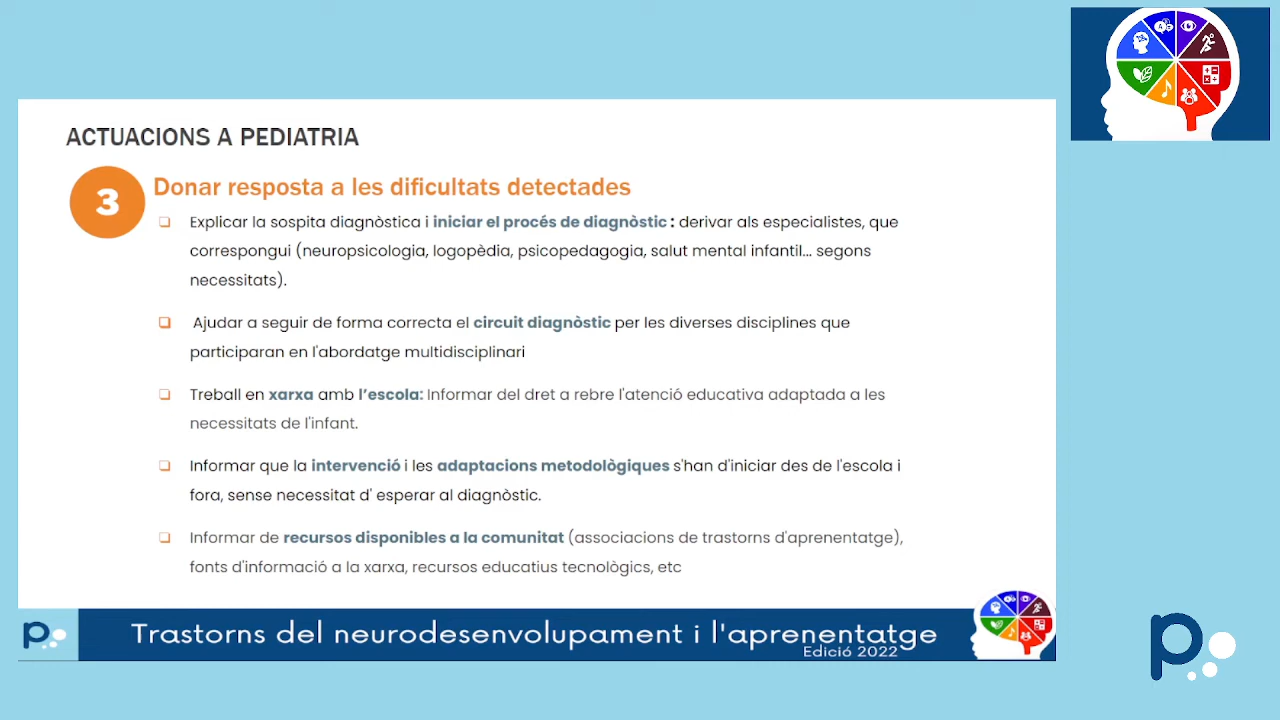 ACTUACIONS A PEDIATRIA
3
Donar resposta a les dificultats detectades
❏ Explicar la sospita diagnòstica i iniciar el procés de diagnòstic : derivar als especialistes, que
correspongui (neuropsicologia, logopèdia, psicopedagogia, salut mental infantil... segons
necessitats).
❏ Ajudar a seguir de forma correcta el circuit diagnòstic per les diverses disciplines que
participaran en l'abordatge multidisciplinari
❏ Treball en xarxa amb l'escola: Informar del dret a rebre l'atenció educativa adaptada a les
necessitats de l'infant.
❏ Informar que la intervenció i les adaptacions metodològiques s'han d'iniciar des de l'escola i
fora, sense necessitat d' esperar al diagnòstic.
❏ Informar de recursos disponibles a la comunitat (associacions de trastorns d'aprenentatge),
fonts d'informació a la xarxa, recursos educatius tecnològics, etc
p
Trastorns del neurodesenvolupament i l'aprenentatge
Edició 2022
p